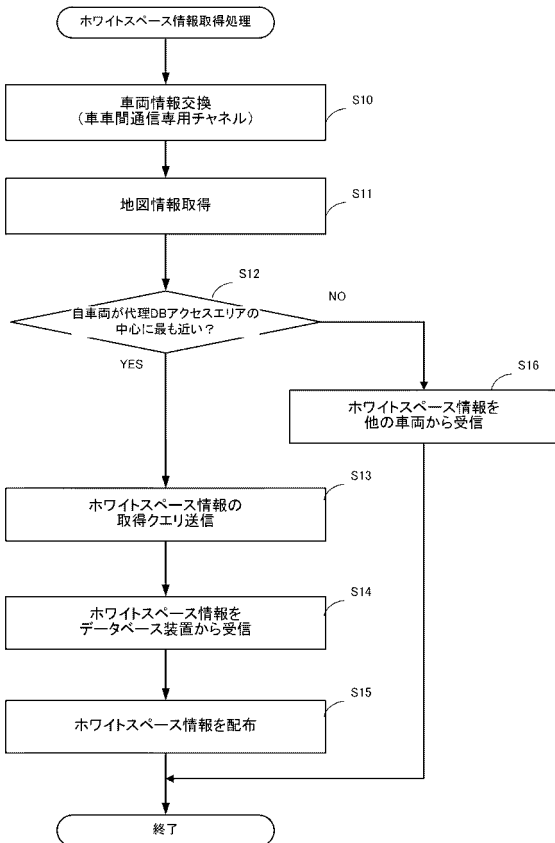 ホワイトスペース情報取得処理
車両情報交換
(車車間通信専用チャネル)
S10
地図情報取得
S11
S12
自車両が代理DBアクセスエリアの
中心に最も近い?
NO
YES
S16
ホワイトスペース情報を
他の車両から受信
S13
ホワイトスペース情報の
取得クエリ送信
S14
ホワイトスペース情報を
データベース装置から受信
S15
ホワイトスペース情報を配布
終了